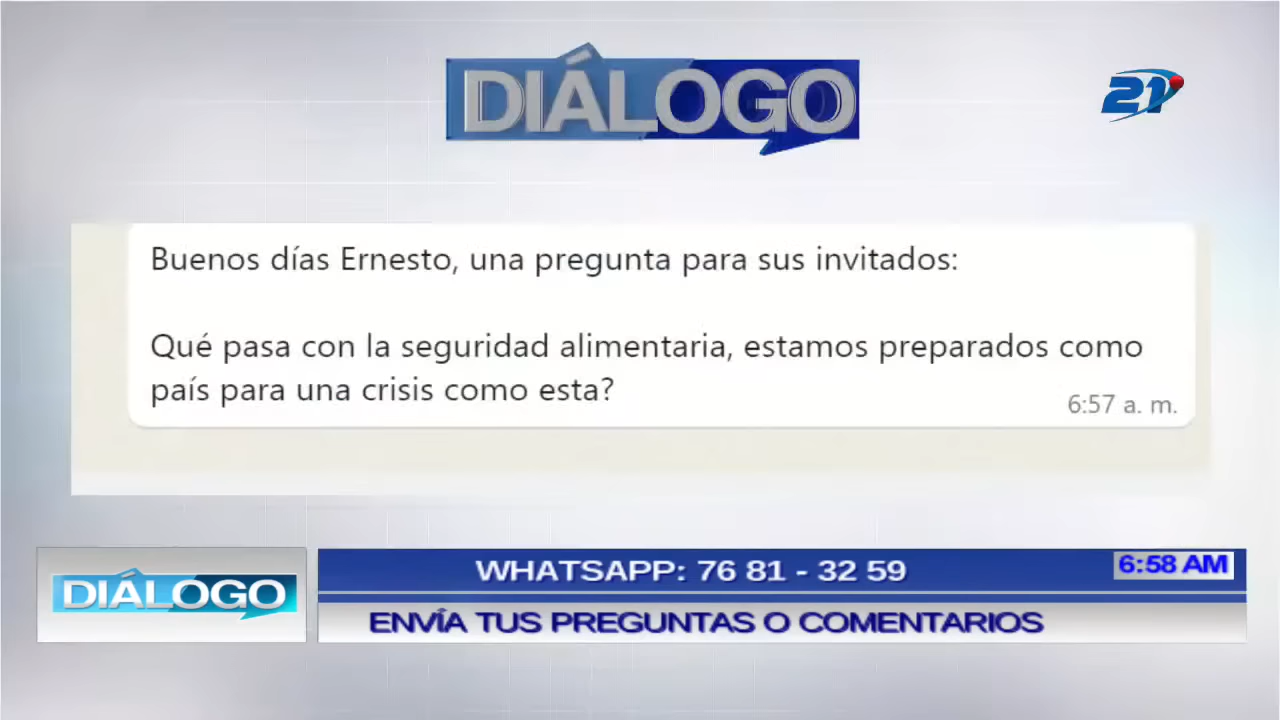 DIÁLOGO
21
Buenos días Ernesto, una pregunta para sus invitados:
Qué pasa con la seguridad alimentaria, estamos preparados como
país para una crisis como esta?
6:57 a. m.
DIÁLOGO
WHATSAPP: 76 81 - 32 59
6:58 AM
ENVÍA TUS PREGUNTAS O COMENTARIOS